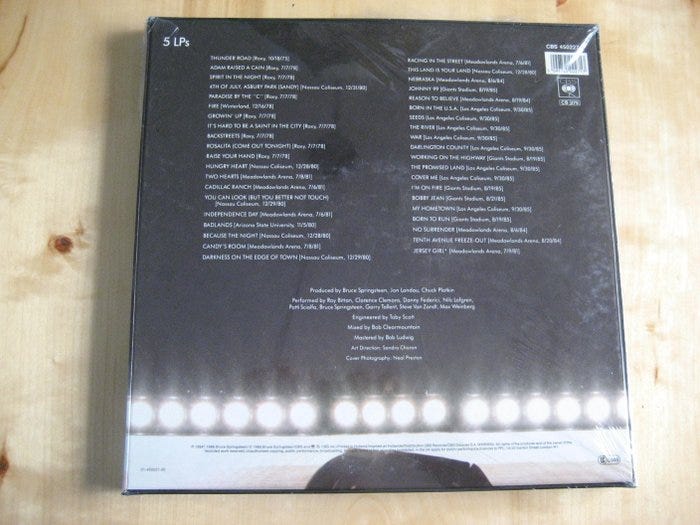 5 LPs
THUNDER ROAD [Roxy, 10/18/75]
ADAM RAISED A CAIN [Roxy, 7/7/78]
SPIRIT IN THE NIGHT [Roxy, 7/7/78]
4TH OF JULY, ASBURY PARK (SANDY) [Nassau Coliseum, 12/31/80]
PARADISE BY THE "C" [Roxy, 7/7/78]
FIRE [Winterland, 12/16/78]
GROWIN' UP [Roxy, 7/7/78]
IT'S HARD TO BE A SAINT IN THE CITY [Roxy, 7/7/78]
BACKSTREETS [Roxy, 7/7/78]
ROSALITA (COME OUT TONIGHT) [Roxy, 7/7/78]
RAISE YOUR HAND [Roxy, 7/7/78]
HUNGRY HEART [Nassau Coliseum, 12/28/80]
TWO HEARTS [Meadowlands Arena, 7/8/81]
CADILLAC RANCH [Meadowlands Arena, 7/6/81]
YOU CAN LOOK (BUT YOU BETTER NOT TOUCH)
[Nassau Coliseum, 12/29/80]
INDEPENDENCE DAY [Meadowlands Arena, 7/6/81]
BADLANDS [Arizona State University, 11/5/80]
BECAUSE THE NIGHT [Nassau Coliseum, 12/28/80]
CANDY'S ROOM [Meadowlands Arena, 7/8/81]
DARKNESS ON THE EDGE OF TOWN [Nassau Coliseum, 12/29/80]
RACING IN THE STREET [Meadowlands Arena, 7/6/81]
THIS LAND IS YOUR LAND [Nassau Coliseum, 12/28/80]
NEBRASKA [Meadowlands Arena, 8/6/84]
JOHNNY 99 [Giants Stadium, 8/19/85]
REASON TO BELIEVE [Meadowlands Arena, 8/19/84]
BORN IN THE U.S.A. [Los Angeles Coliseum, 9/30/85]
SEEDS [Los Angeles Coliseum, 9/30/85]
THE RIVER [Los Angeles Coliseum, 9/30/85]
WAR [Los Angeles Coliseum, 9/30/85]
DARLINGTON COUNTY [Los Angeles Coliseum, 9/30/85]
WORKING ON THE HIGHWAY [Giants Stadium, 8/19/85]
THE PROMISED LAND [Los Angeles Coliseum, 9/30/85]
COVER ME [Los Angeles Coliseum, 9/30/85]
I'M ON FIRE [Giants Stadium, 8/19/85]
BOBBY JEAN [Giants Stadium, 8/21/85]
MY HOMETOWN [Los Angeles Coliseum, 9/30/85]
BORN TO RUN [Giants Stadium, 8/19/85]
NO SURRENDER [Meadowlands Arena, 8/6/84]
TENTH AVENUE FREEZE-OUT [Meadowlands Arena, 8/20/84]
JERSEY GIRL* [Meadowlands Arena, 7/9/81]
CBS 450227
CBS
CB 275
Produced by Bruce Springsteen, Jon Landau, Chuck Plotkin
Performed by Roy Bittan, Clarence Clemons, Danny Federici, Nils Lofgren,
Patti Scialfa, Bruce Springsteen, Garry Tallent, Steve Van Zandt, Max Weinberg
Engineered by Toby Scott
Mixed by Bob Clearmountain
Mastered by Bob Ludwig
Art Direction: Sandra Choron
Cover Photography: Neal Preston